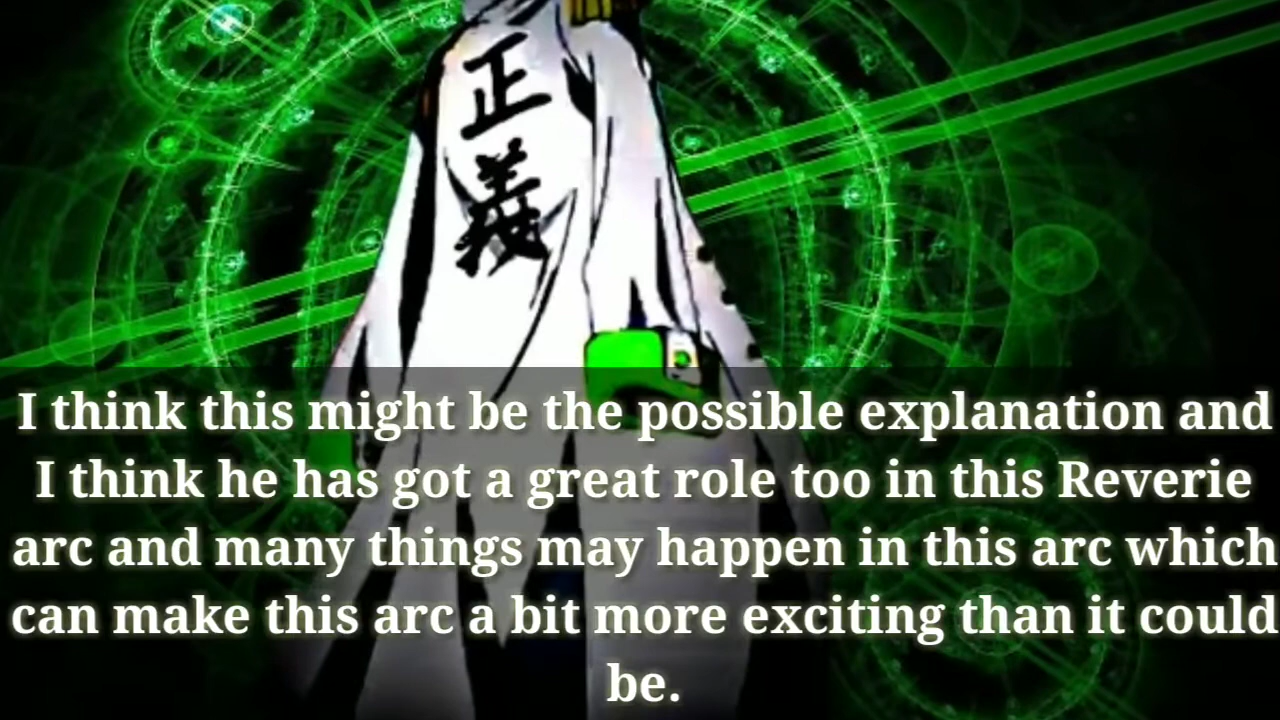 正
義
I think this might be the possible explanation and
I think he has got a great role too in this Reverie
arc and many things may happen in this arc which
can make this arc a bit more exciting than it could
be.